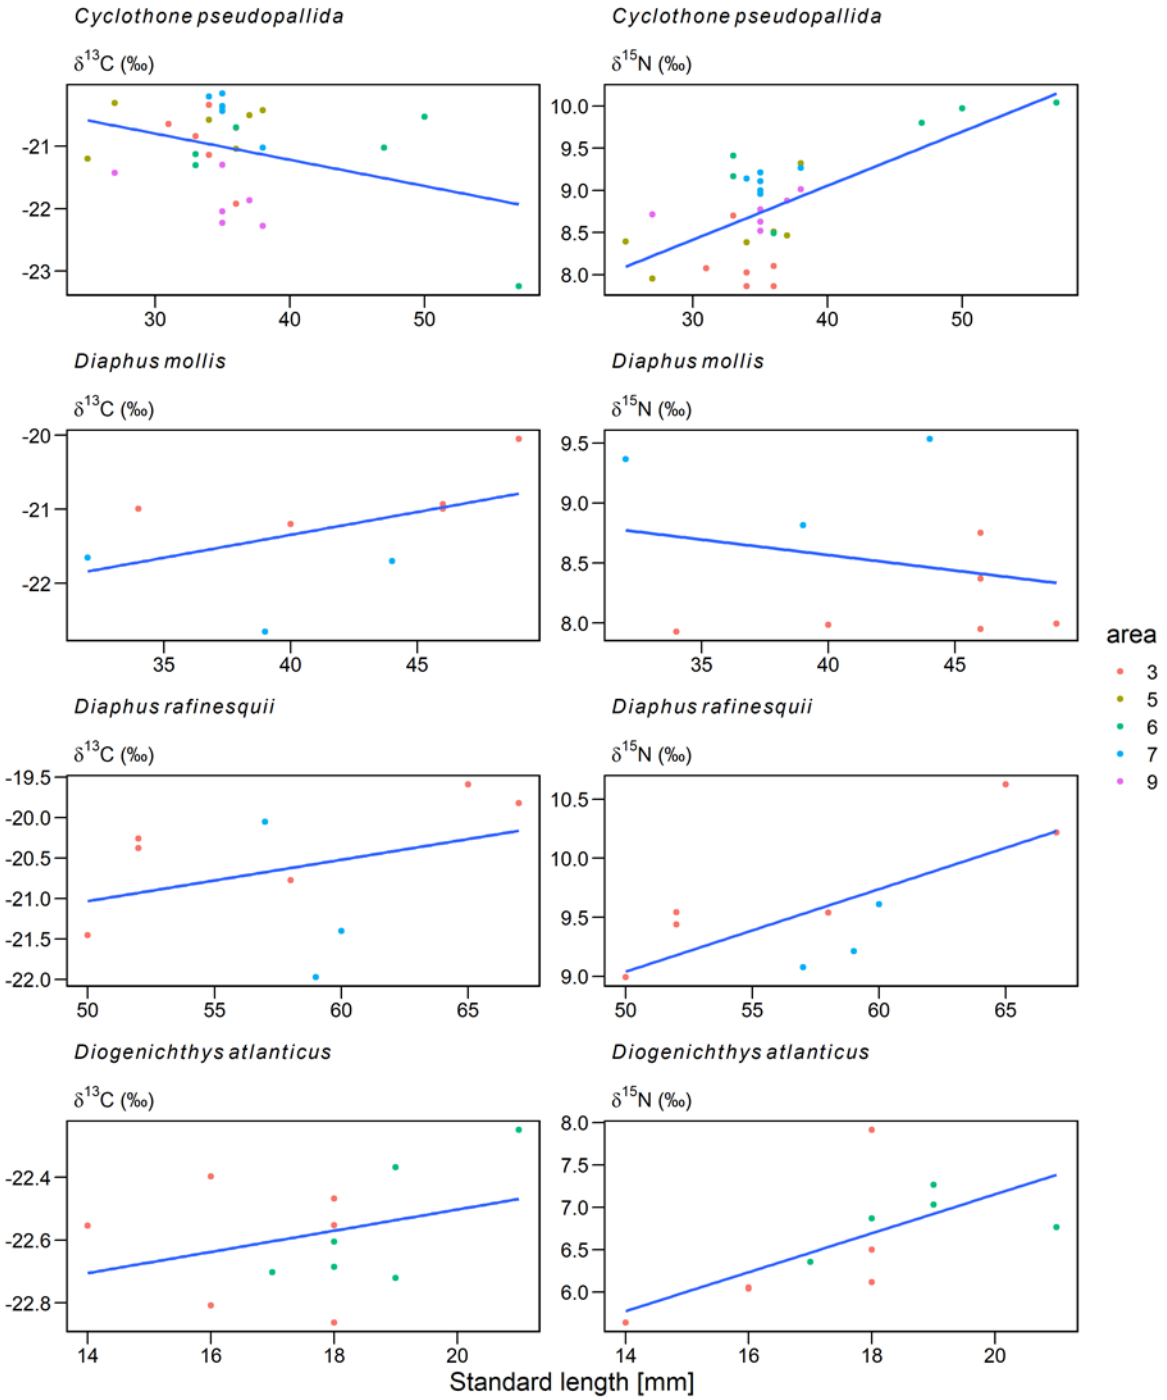 Cyclothone pseudopallida
Cyclothone pseudopallida
δ¹³C (‰)
δ¹⁵N (‰)
-21
-22
-23
10.0
9.5
9.0
8.5
8.0
30 40 50
30 40 50
Diaphus mollis
Diaphus mollis
δ¹³C (‰)
δ¹⁵N (‰)
-20
-21
-22
9.5
9.0
8.5
8.0
35 40 45
35 40 45
Diaphus rafinesquii
Diaphus rafinesquii
δ¹³C (‰)
δ¹⁵N (‰)
-19.5
-20.0
-20.5
-21.0
-21.5
-22.0
10.5
10.0
9.5
9.0
50 55 60 65
50 55 60 65
Diogenichthys atlanticus
Diogenichthys atlanticus
δ¹³C (‰)
δ¹⁵N (‰)
-22.4
-22.6
-22.8
8.0
7.5
7.0
6.5
6.0
14 16 18 20
14 16 18 20
Standard length [mm]
area
3
5
6
7
9